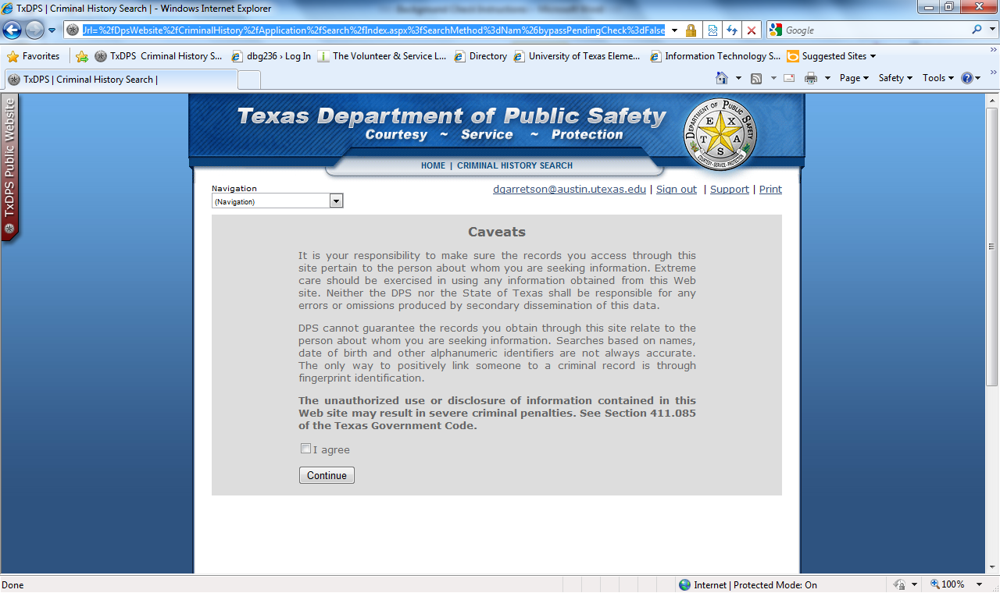 TxDPS | Criminal History Search | - Windows Internet Explorer
Url=%2fDpsWebsite%2fCriminalHistory%2fApplication%2fSearch%2fIndex.aspx%3fSearchMethod%3dNam%26bypassPendingCheck%3dFalse
Google
Favorites
TxDPS Criminal History S...
dbg236 › Log In
The Volunteer & Service L...
Directory
University of Texas Eleme...
Information Technology S...
Suggested Sites
TxDPS | Criminal History Search |
Page
Safety
Tools
TxDPS Public Website
Texas Department of Public Safety
Courtesy ~ Service ~ Protection
DEPARTMENT OF PUBLIC SAFETY
TEXAS
COURTESY•SERVICE•PROTECTION
HOME | CRIMINAL HISTORY SEARCH
Navigation
(Navigation)
dgarretson@austin.utexas.edu | Sign out | Support | Print
Caveats
It is your responsibility to make sure the records you access through this
site pertain to the person about whom you are seeking information. Extreme
care should be exercised in using any information obtained from this Web
site. Neither the DPS nor the State of Texas shall be responsible for any
errors or omissions produced by secondary dissemination of this data.
DPS cannot guarantee the records you obtain through this site relate to the
person about whom you are seeking information. Searches based on names,
date of birth and other alphanumeric identifiers are not always accurate.
The only way to positively link someone to a criminal record is through
fingerprint identification.
The unauthorized use or disclosure of information contained in this
Web site may result in severe criminal penalties. See Section 411.085
of the Texas Government Code.
I agree
Continue
Done
Internet | Protected Mode: On
100%